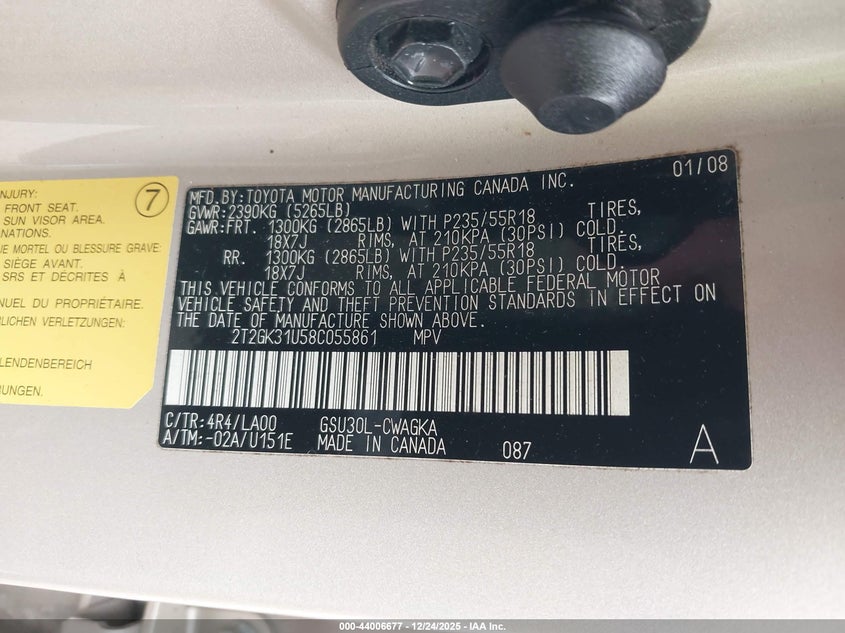 NJURY:
FRONT SEAT.
SUN VISOR AREA.
ANATIONS.
UE MORTEL OU BLESSURE GRAVE:
SIÈGE AVANT.
SRS ET DÉCRITES À
NUEL DU PROPRIÉTAIRE.
RLICHEN VERLETZUNGEN:
LENDENBEREICH
BUNGEN.
7
01/08
MFD.BY:TOYOTA MOTOR MANUFACTURING CANADA INC.
GVWR:2390KG (5265LB)
GAWR:FRT. 1300KG (2865LB) WITH P235/55R18 TIRES,
18X7J RIMS, AT 210KPA (30PSI) COLD.
RR. 1300KG (2865LB) WITH P235/55R18 TIRES,
18X7J RIMS, AT 210KPA (30PSI) COLD.
THIS VEHICLE CONFORMS TO ALL APPLICABLE FEDERAL MOTOR
VEHICLE SAFETY AND THEFT PREVENTION STANDARDS IN EFFECT ON
THE DATE OF MANUFACTURE SHOWN ABOVE.
2T2GK31U58C055861 MPV
C/TR:4R4/LA00 GSU30L-CWAGKA
A/TM:-02A/U151E MADE IN CANADA 087 A
000-44006677 - 12/24/2025 - IAA Inc.